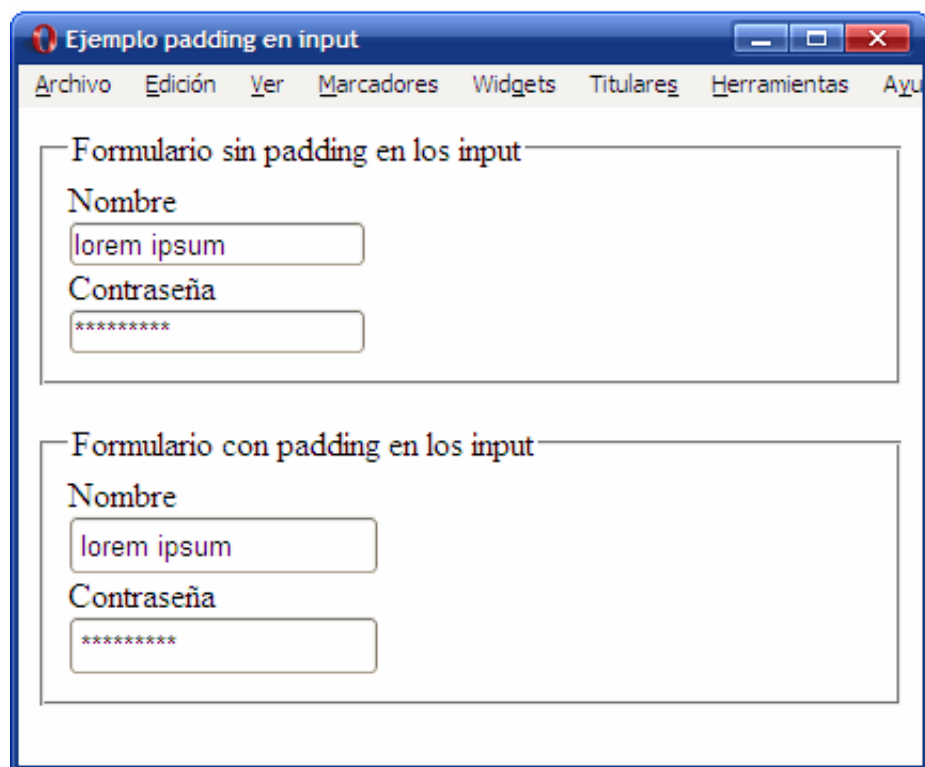 Ejemplo padding en input
Archivo Edición Ver Marcadores Widgets Titulares Herramientas Ayu
Formulario sin padding en los input
Nombre
lorem ipsum
Contraseña
*********
Formulario con padding en los input
Nombre
lorem ipsum
Contraseña
*********